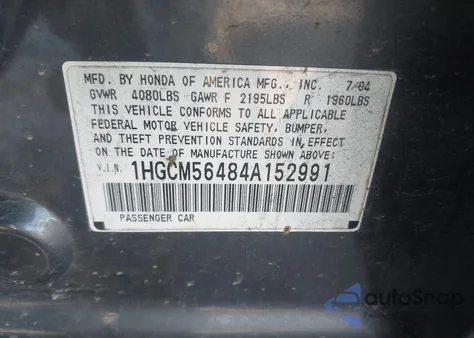 MFD. BY HONDA OF AMERICA MFG., INC. 7/04
GVWR 4080LBS GAWR F 2195LBS R 1960LBS
THIS VEHICLE CONFORMS TO ALL APPLICABLE
FEDERAL MOTOR VEHICLE SAFETY, BUMPER,
AND THEFT PREVENTION STANDARDS IN EFFECT
ON THE DATE OF MANUFACTURE SHOWN ABOVE.
V.I.N. 1HGCM56484A152991
PASSENGER CAR
autoSnap